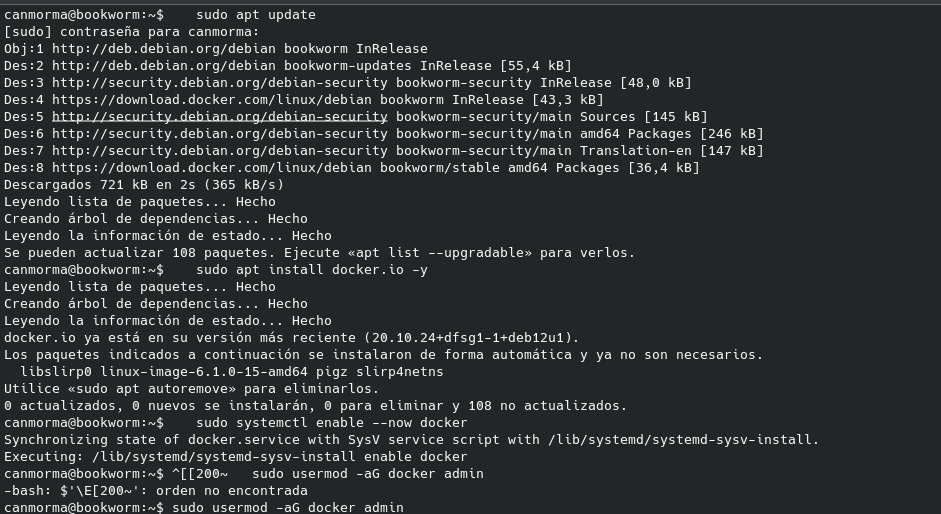 canmorma@bookworm:~$    sudo apt update
[sudo] contraseña para canmorma:
Obj:1 http://deb.debian.org/debian bookworm InRelease
Des:2 http://deb.debian.org/debian bookworm-updates InRelease [55,4 kB]
Des:3 http://security.debian.org/debian-security bookworm-security InRelease [48,0 kB]
Des:4 https://download.docker.com/linux/debian bookworm InRelease [43,3 kB]
Des:5 http://security.debian.org/debian-security bookworm-security/main Sources [145 kB]
Des:6 http://security.debian.org/debian-security bookworm-security/main amd64 Packages [246 kB]
Des:7 http://security.debian.org/debian-security bookworm-security/main Translation-en [147 kB]
Des:8 https://download.docker.com/linux/debian bookworm/stable amd64 Packages [36,4 kB]
Descargados 721 kB en 2s (365 kB/s)
Leyendo lista de paquetes... Hecho
Creando árbol de dependencias... Hecho
Leyendo la información de estado... Hecho
Se pueden actualizar 108 paquetes. Ejecute «apt list --upgradable» para verlos.
canmorma@bookworm:~$    sudo apt install docker.io -y
Leyendo lista de paquetes... Hecho
Creando árbol de dependencias... Hecho
Leyendo la información de estado... Hecho
docker.io ya está en su versión más reciente (20.10.24+dfsg1-1+deb12u1).
Los paquetes indicados a continuación se instalaron de forma automática y ya no son necesarios.
  libslirp0 linux-image-6.1.0-15-amd64 pigz slirp4netns
Utilice «sudo apt autoremove» para eliminarlos.
0 actualizados, 0 nuevos se instalarán, 0 para eliminar y 108 no actualizados.
canmorma@bookworm:~$    sudo systemctl enable --now docker
Synchronizing state of docker.service with SysV service script with /lib/systemd/systemd-sysv-install.
Executing: /lib/systemd/systemd-sysv-install enable docker
canmorma@bookworm:~$ ^[[200~   sudo usermod -aG docker admin
-bash: $'\E[200~': orden no encontrada
canmorma@bookworm:~$ sudo usermod -aG docker admin